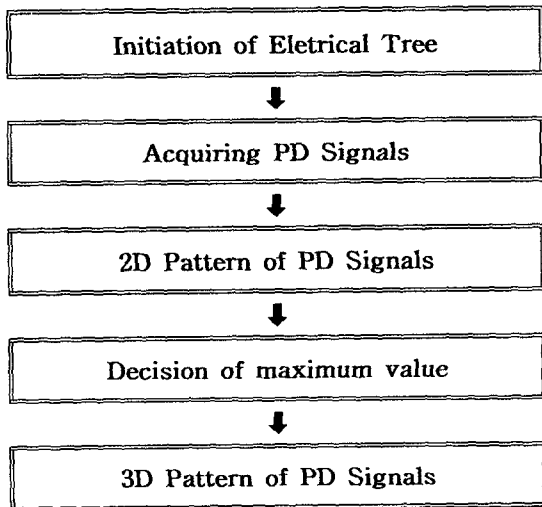 Initiation of Eletrical Tree
Acquiring PD Signals
2D Pattern of PD Signals
Decision of maximum value
3D Pattern of PD Signals